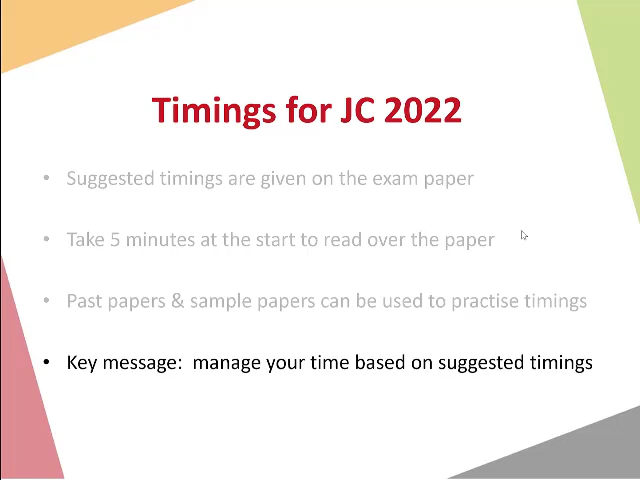 Timings for JC 2022
• Suggested timings are given on the exam paper
• Take 5 minutes at the start to read over the paper
• Past papers & sample papers can be used to practise timings
• Key message:  manage your time based on suggested timings